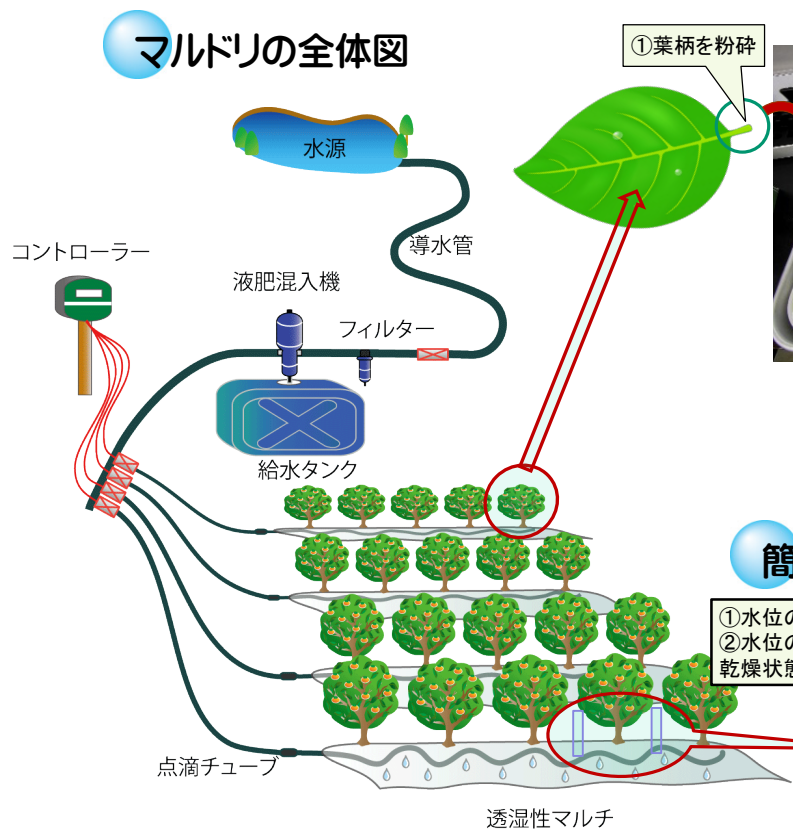 マルドリの全体図
①葉柄を粉砕
水源
導水管
コントローラー
液肥混入機
フィルター
給水タンク
簡
①水位の
②水位の
乾燥状態
点滴チューブ
透湿性マルチ